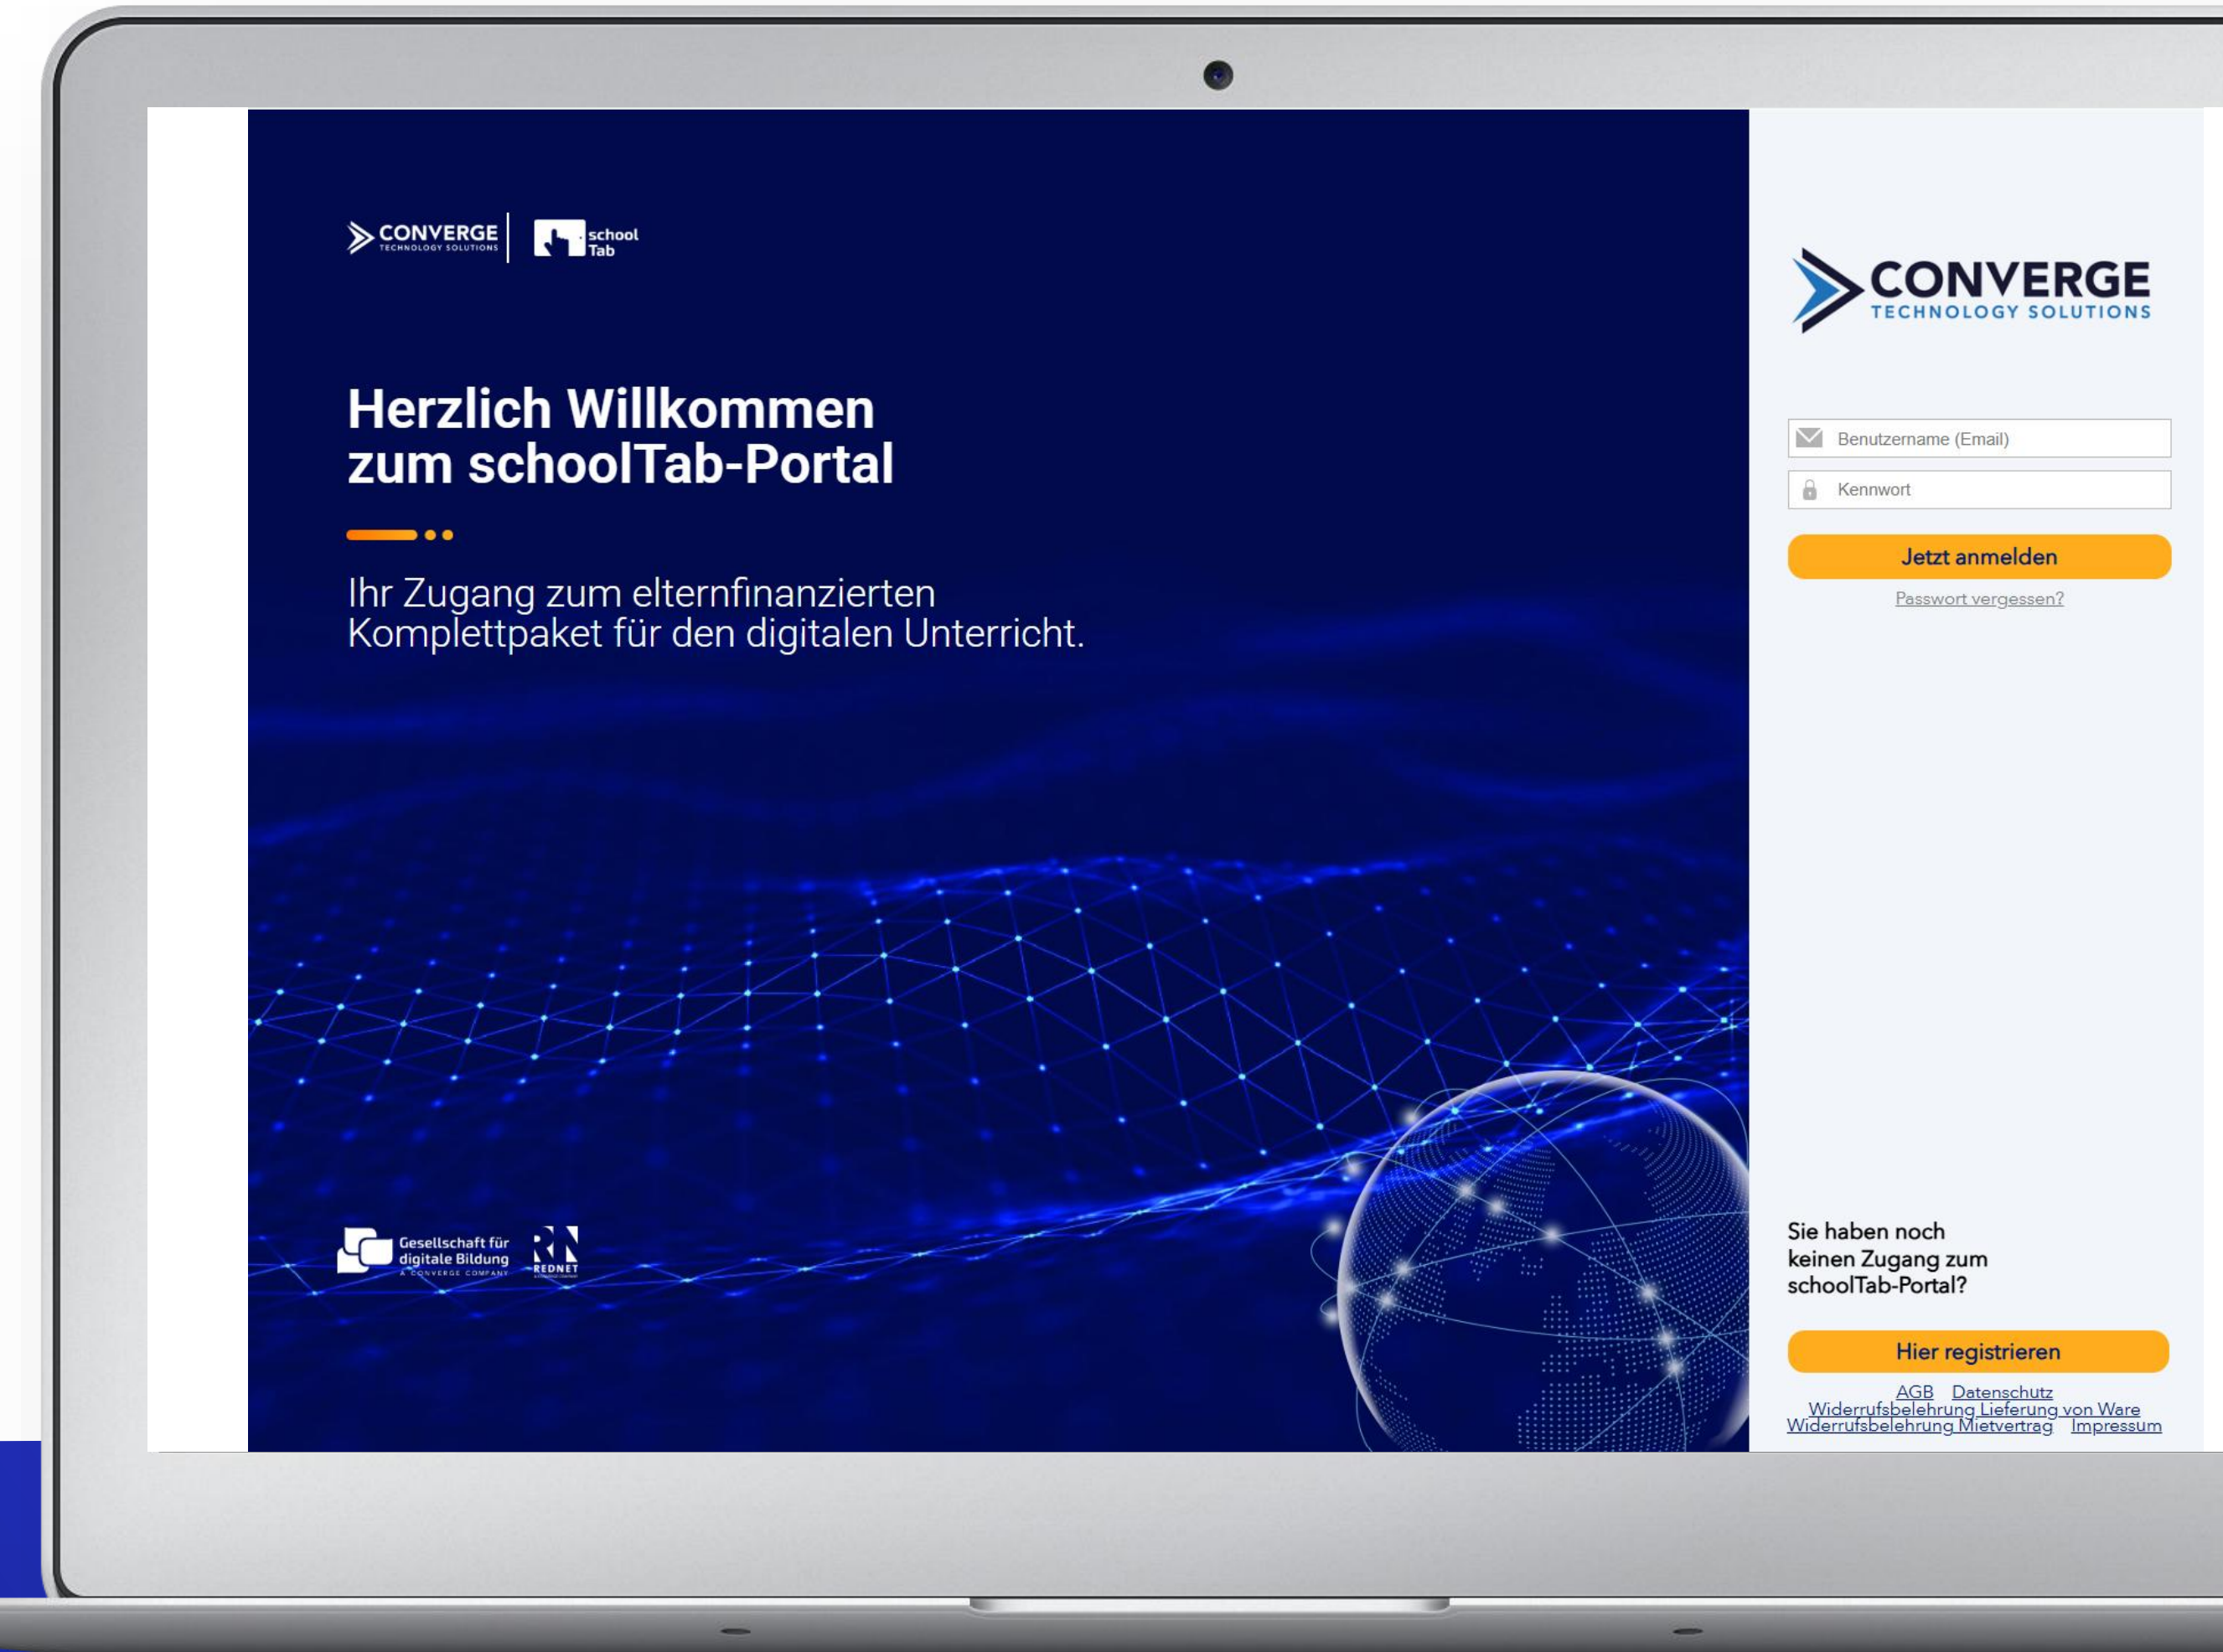 CONVERGE
TECHNOLOGY SOLUTIONS
school
Tab
Herzlich Willkommen
zum schoolTab-Portal
Ihr Zugang zum elternfinanzierten
Komplettpaket für den digitalen Unterricht.
Gesellschaft für
digitale Bildung
A CONVERGE COMPANY
RN
REDNET
CONVERGE
TECHNOLOGY SOLUTIONS
Benutzername (Email)
Kennwort
Jetzt anmelden
Passwort vergessen?
Sie haben noch
keinen Zugang zum
schoolTab-Portal?
Hier registrieren
AGB Datenschutz
Widerrufsbelehrung Lieferung von Ware
Widerrufsbelehrung Mietvertrag Impressum